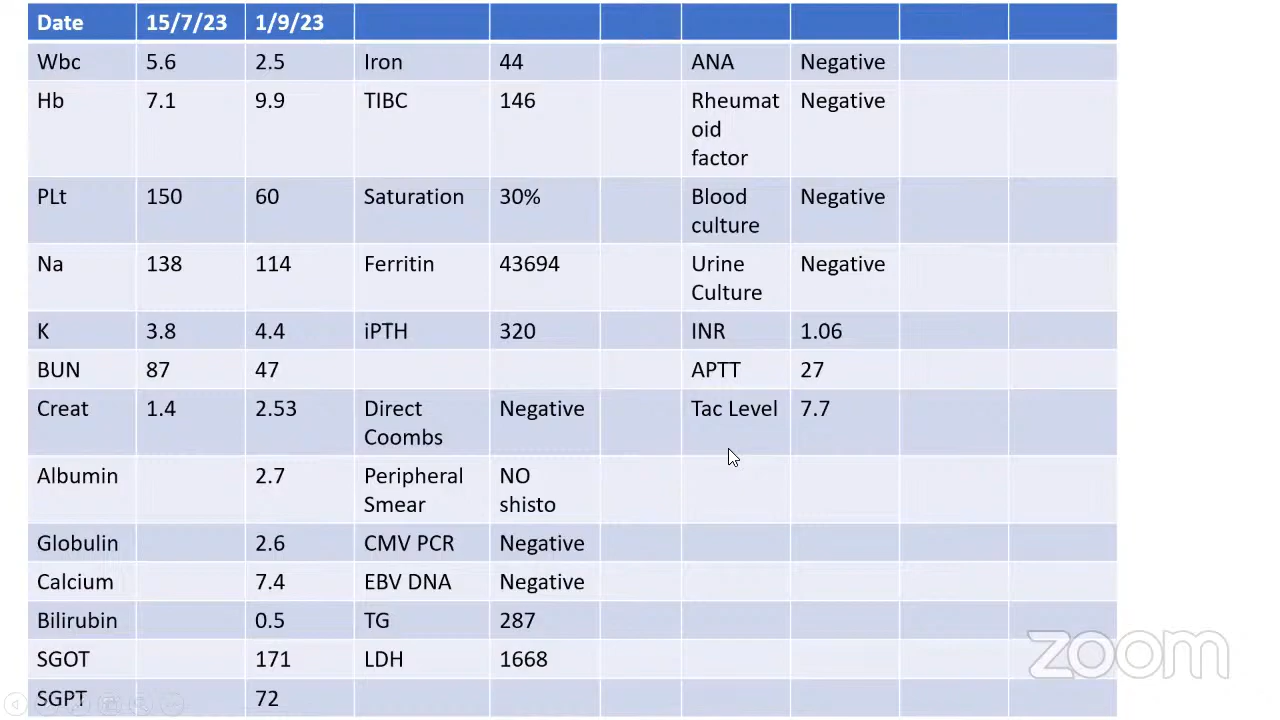 Date 15/7/23 1/9/23
Wbc 5.6 2.5 Iron 44 ANA Negative
Hb 7.1 9.9 TIBC 146 Rheumat
oid
factor Negative
PLt 150 60 Saturation 30% Blood
culture Negative
Na 138 114 Ferritin 43694 Urine
Culture Negative
K 3.8 4.4 iPTH 320 INR 1.06
BUN 87 47 APTT 27
Creat 1.4 2.53 Direct
Coombs Negative Tac Level 7.7
Albumin 2.7 Peripheral
Smear NO
shisto
Globulin 2.6 CMV PCR Negative
Calcium 7.4 EBV DNA Negative
Bilirubin 0.5 TG 287
SGOT 171 LDH 1668
SGPT 72
zoom